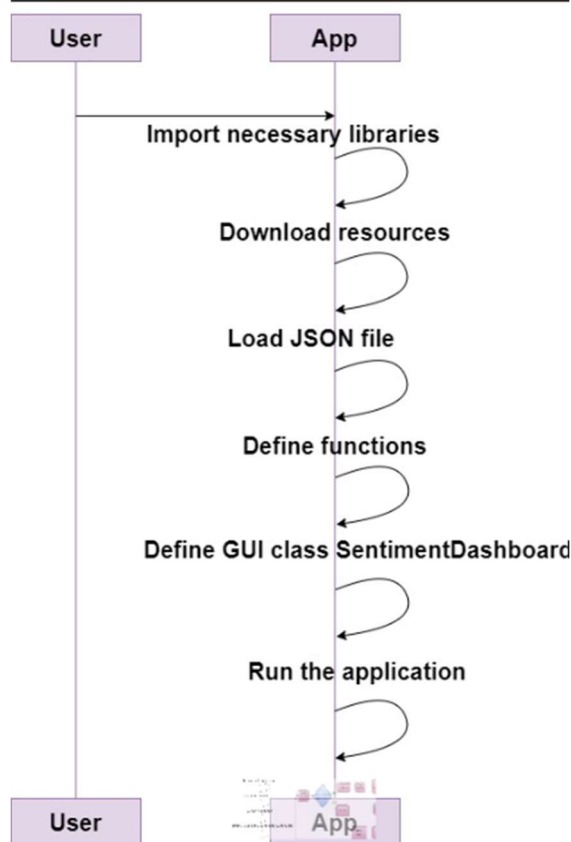 User App
Import necessary libraries
Download resources
Load JSON file
Define functions
Define GUI class SentimentDashboard
Run the application
User App